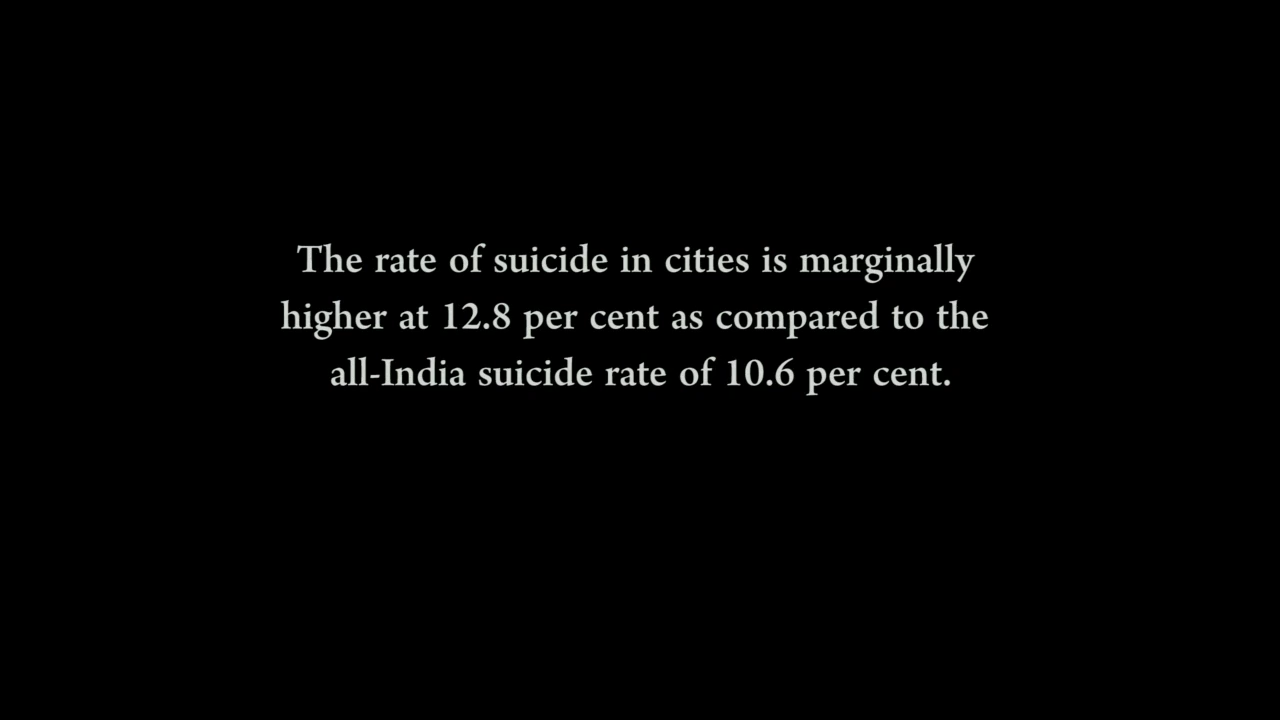 The rate of suicide in cities is marginally
higher at 12.8 per cent as compared to the
all-India suicide rate of 10.6 per cent.